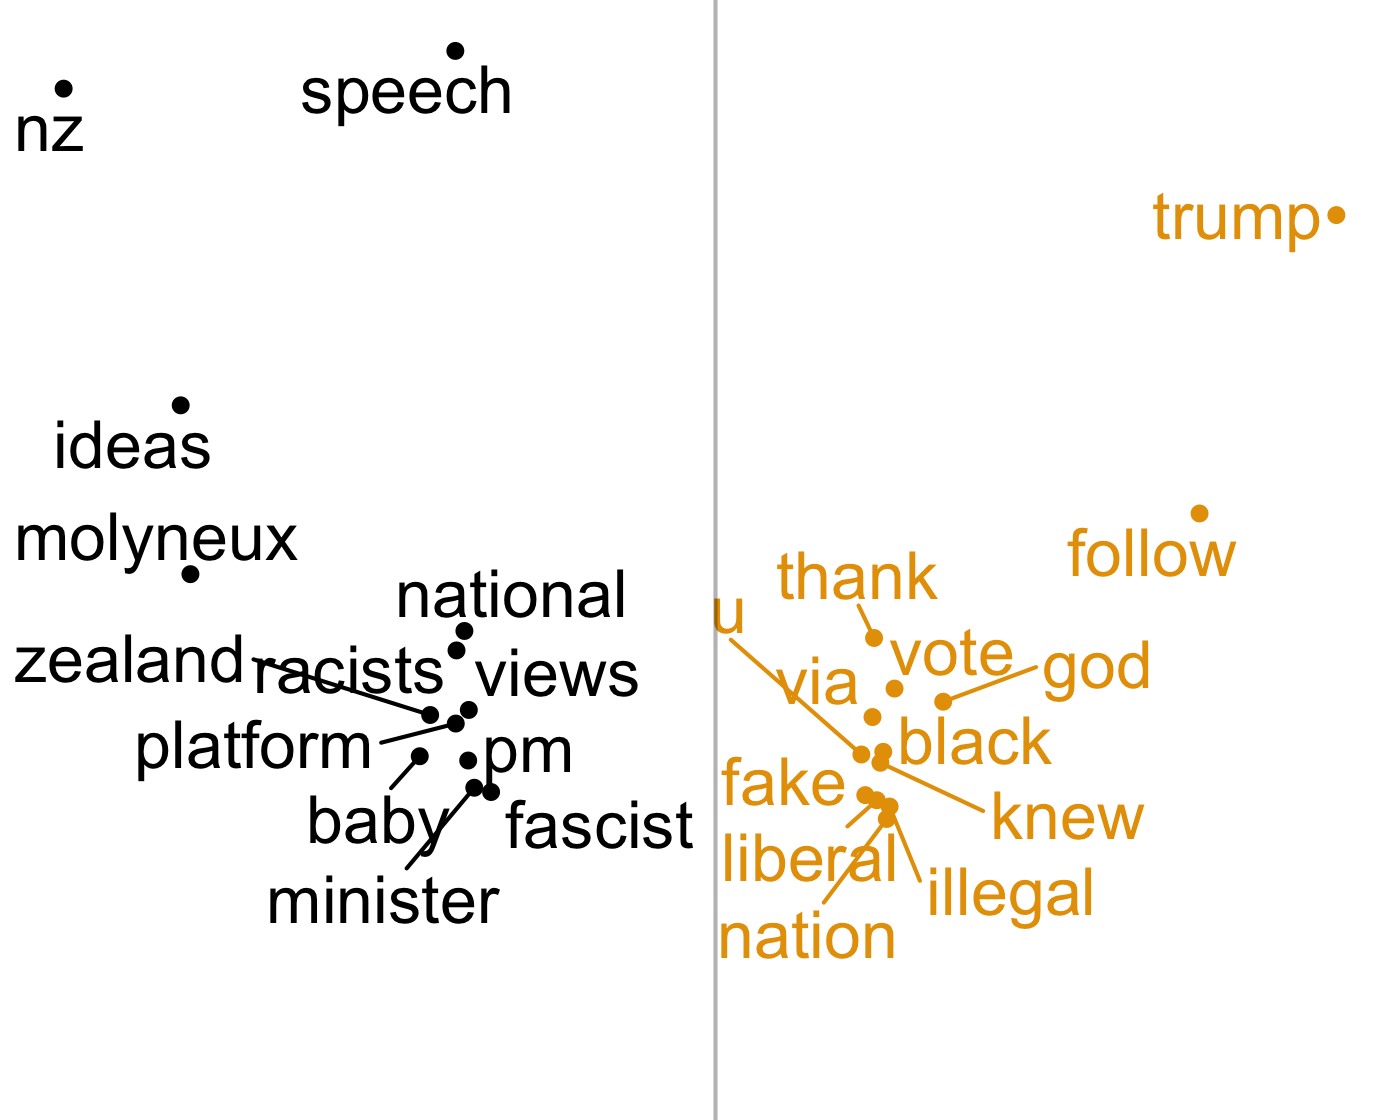 speech
nz
trump
ideas
molyneux
follow
thank
national
u
vote
zealand
racists
views
via
god
platform
pm
black
fake
baby
fascist
knew
liberal
minister
illegal
nation